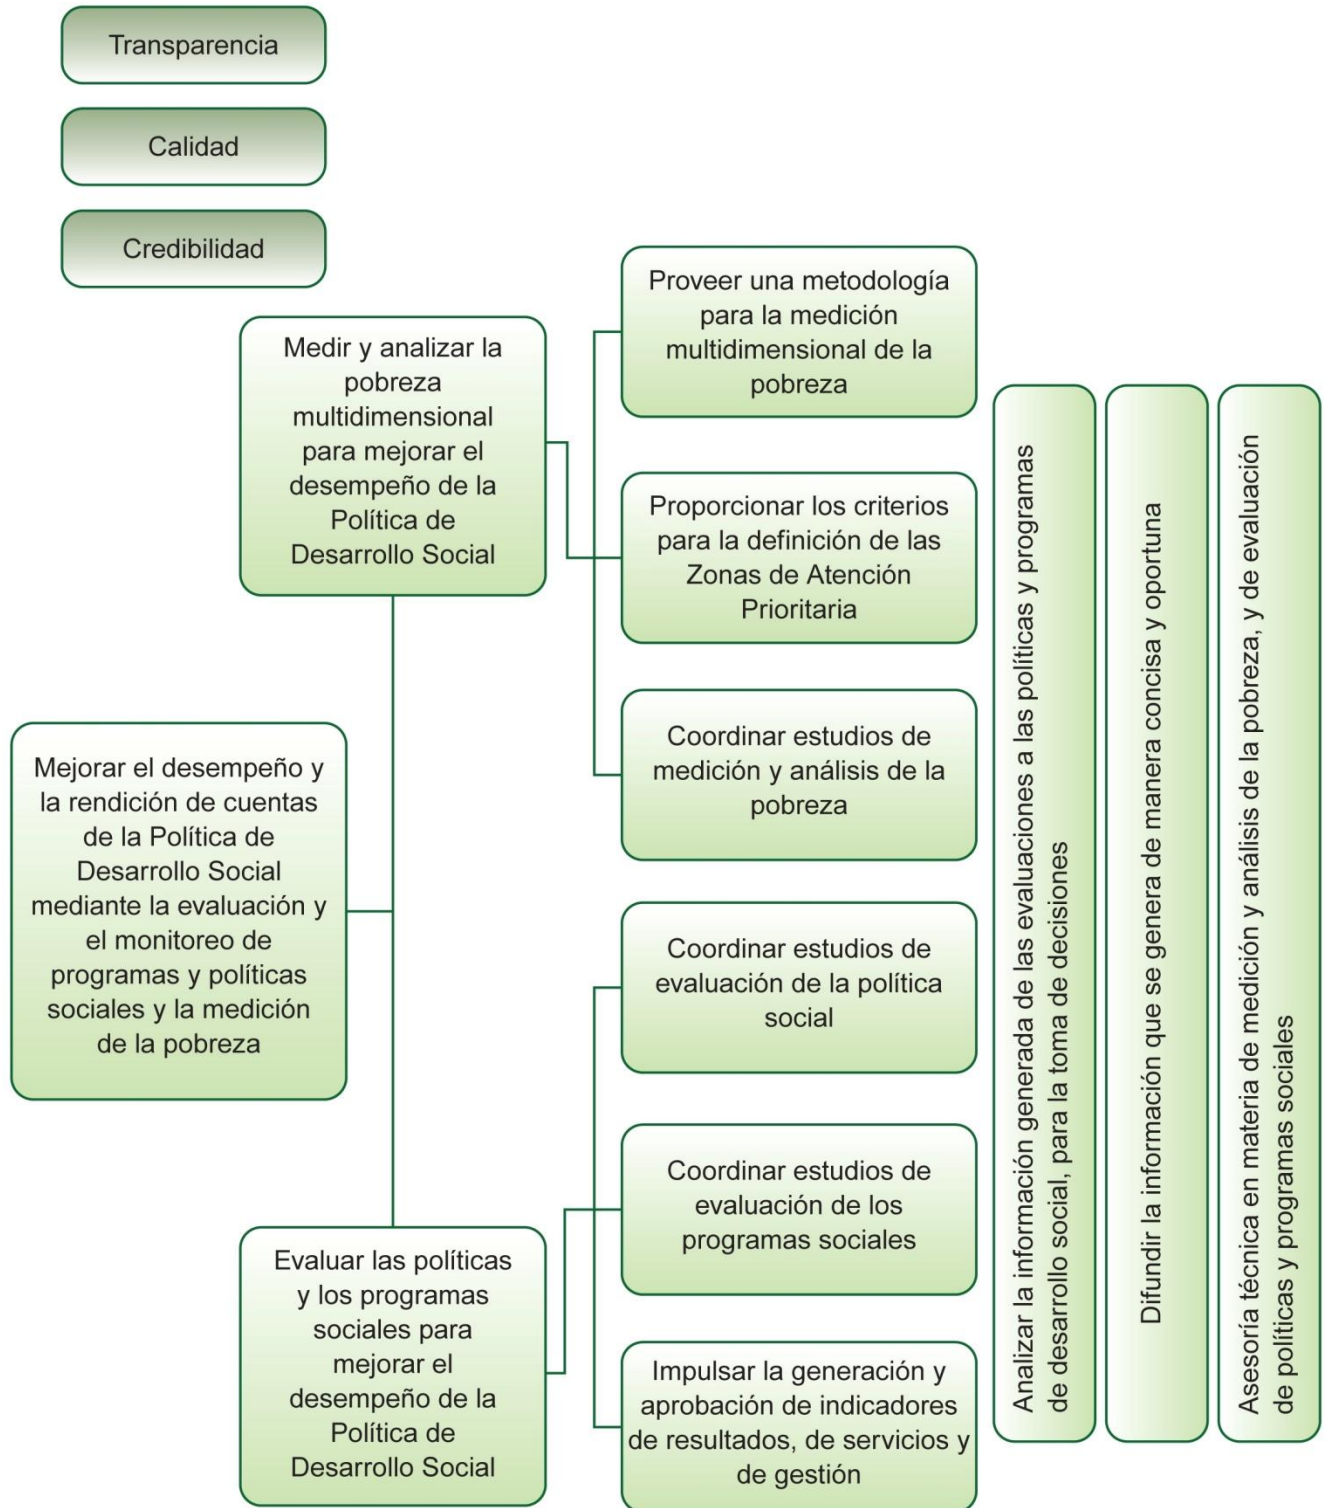 Transparencia
Calidad
Credibilidad
Mejorar el desempeño y
la rendición de cuentas
de la Política de
Desarrollo Social
mediante la evaluación y
el monitoreo de
programas y políticas
sociales y la medición
de la pobreza
Medir y analizar la
pobreza
multidimensional
para mejorar el
desempeño de la
Política de
Desarrollo Social
Evaluar las políticas
y los programas
sociales para
mejorar el
desempeño de la
Política de
Desarrollo Social
Proveer una metodología
para la medición
multidimensional de la
pobreza
Proporcionar los criterios
para la definición de las
Zonas de Atención
Prioritaria
Coordinar estudios de
medición y análisis de la
pobreza
Coordinar estudios de
evaluación de la política
social
Coordinar estudios de
evaluación de los
programas sociales
Impulsar la generación y
aprobación de indicadores
de resultados, de servicios y
de gestión
Analizar la información generada de las evaluaciones a las políticas y programas
de desarrollo social, para la toma de decisiones
Difundir la información que se genera de manera concisa y oportuna
Asesoría técnica en materia de medición y análisis de la pobreza, y de evaluación
de políticas y programas sociales